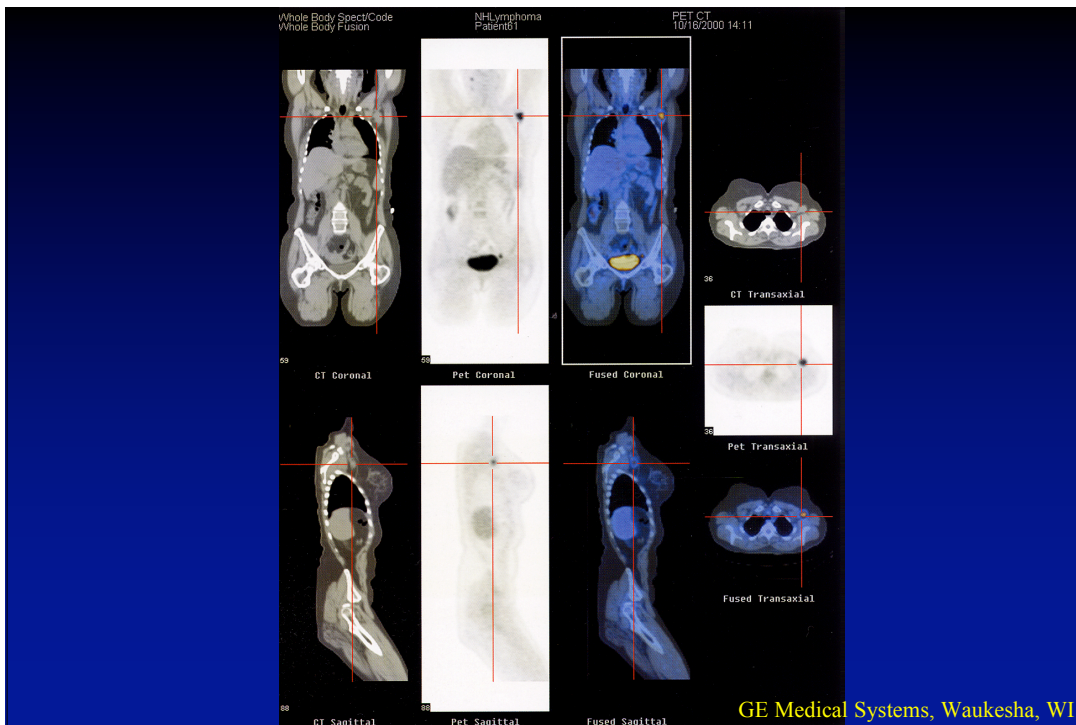 Whole Body Spect/Code
Whole Body Fusion
NHLymphoma
Patient61
PET CT
10/16/2000 14:11
59
CT Coronal
59
Pet Coronal
Fused Coronal
36
CT Transaxial
36
Pet Transaxial
Fused Transaxial
88
CT Sagittal
88
Pet Sagittal
Fused Sagittal
GE Medical Systems, Waukesha, WI